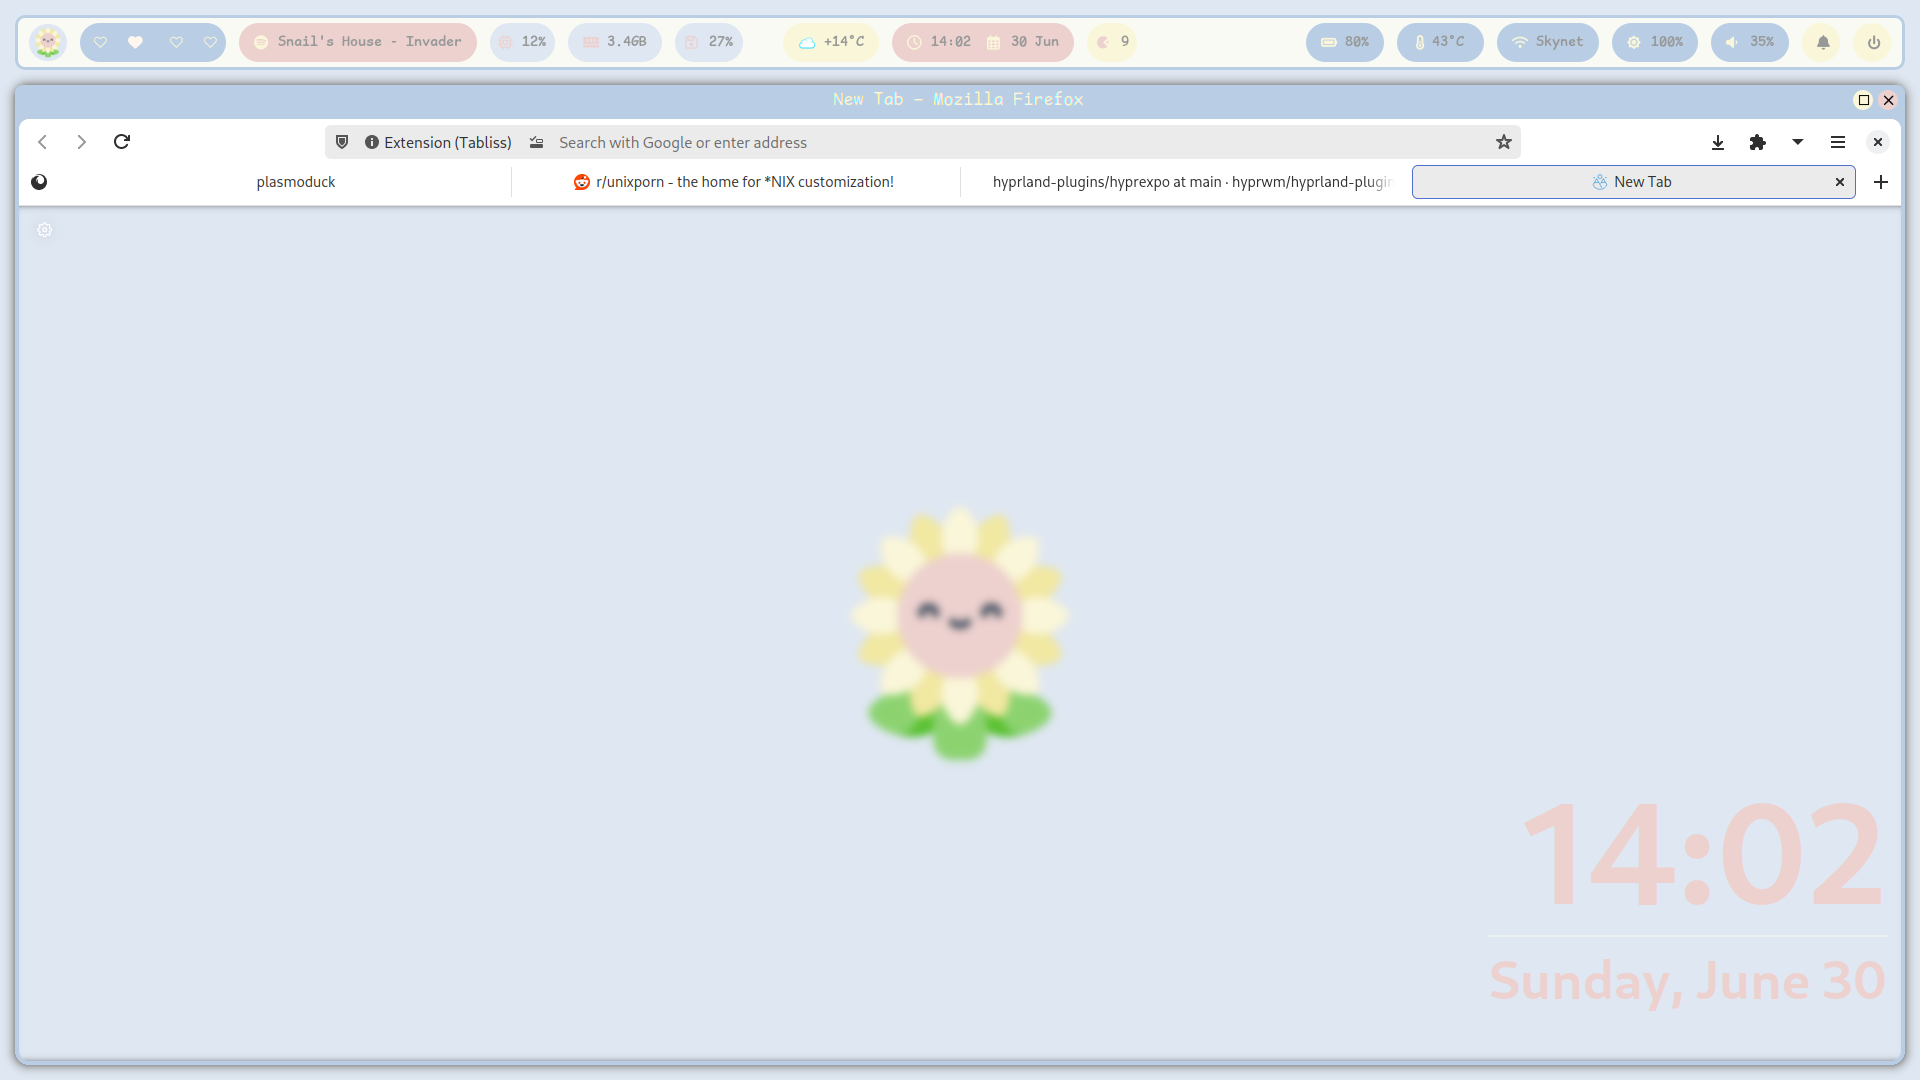 Snail's House - Invader 12% 3.4GB 27% +14°C 14:02 30 Jun 9 80% 43°C Skynet 100% 35%
New Tab — Mozilla Firefox
Extension (Tabliss) Search with Google or enter address
plasmoduck r/unixporn - the home for *NIX customization! hyprland-plugins/hyprexpo at main · hyprwm/hyprland-plugin New Tab
14:02
Sunday, June 30